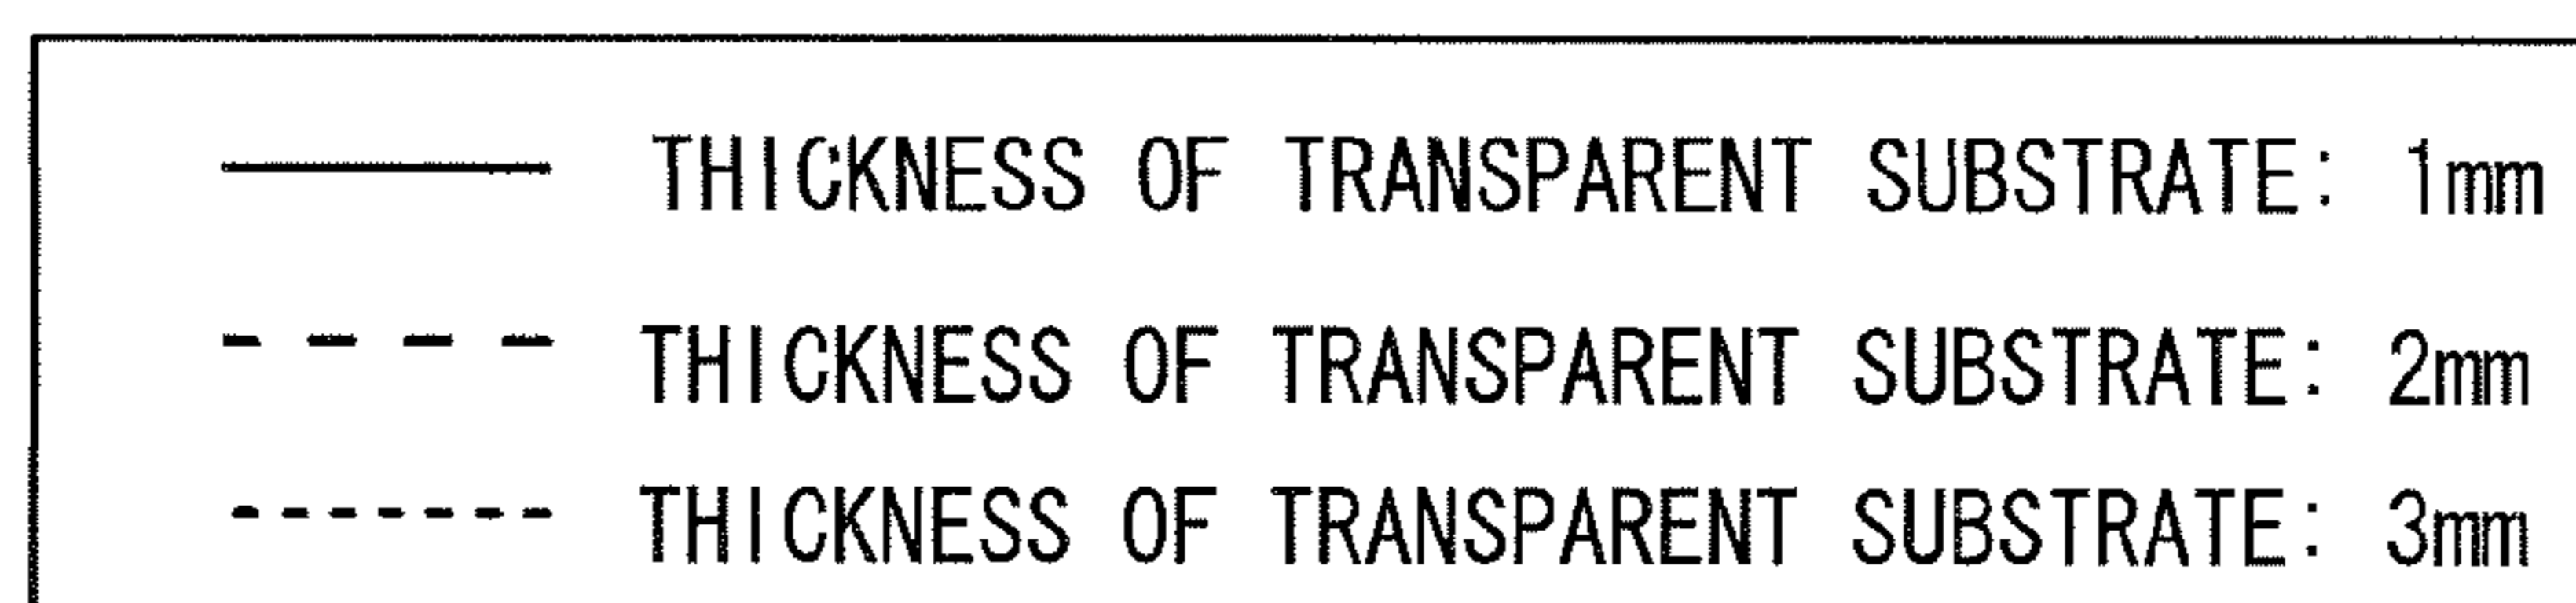 THICKNESS OF TRANSPARENT SUBSTRATE: 1mm
THICKNESS OF TRANSPARENT SUBSTRATE: 2mm
THICKNESS OF TRANSPARENT SUBSTRATE: 3mm